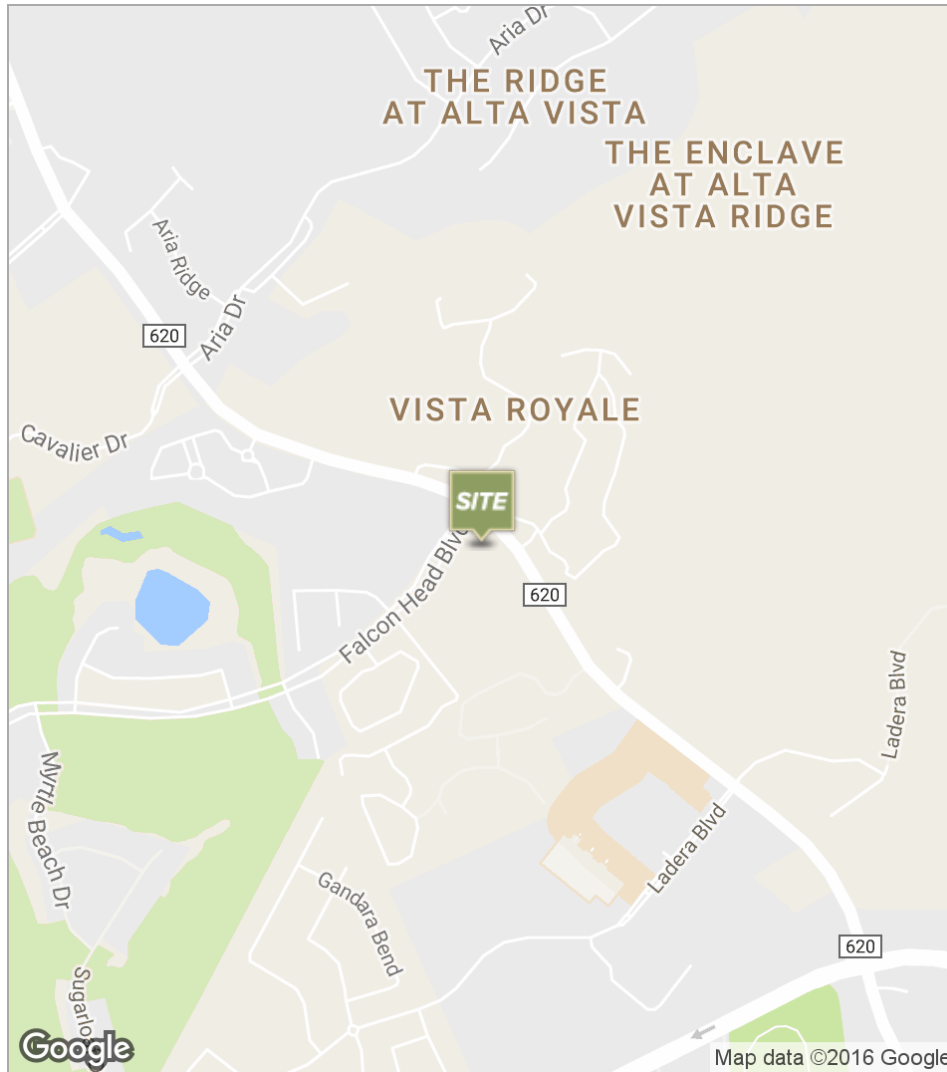 Aria Dr
THE RIDGE
AT ALTA VISTA
THE ENCLAVE
AT ALTA
VISTA RIDGE
Aria Ridge
Aria Dr
620
VISTA ROYALE
Cavalier Dr
SITE
Falcon Head Blvd
620
Ladera Blvd
Myrtle Beach Dr
Ladera Blvd
Gandara Bend
620
Google
Map data ©2016 Google